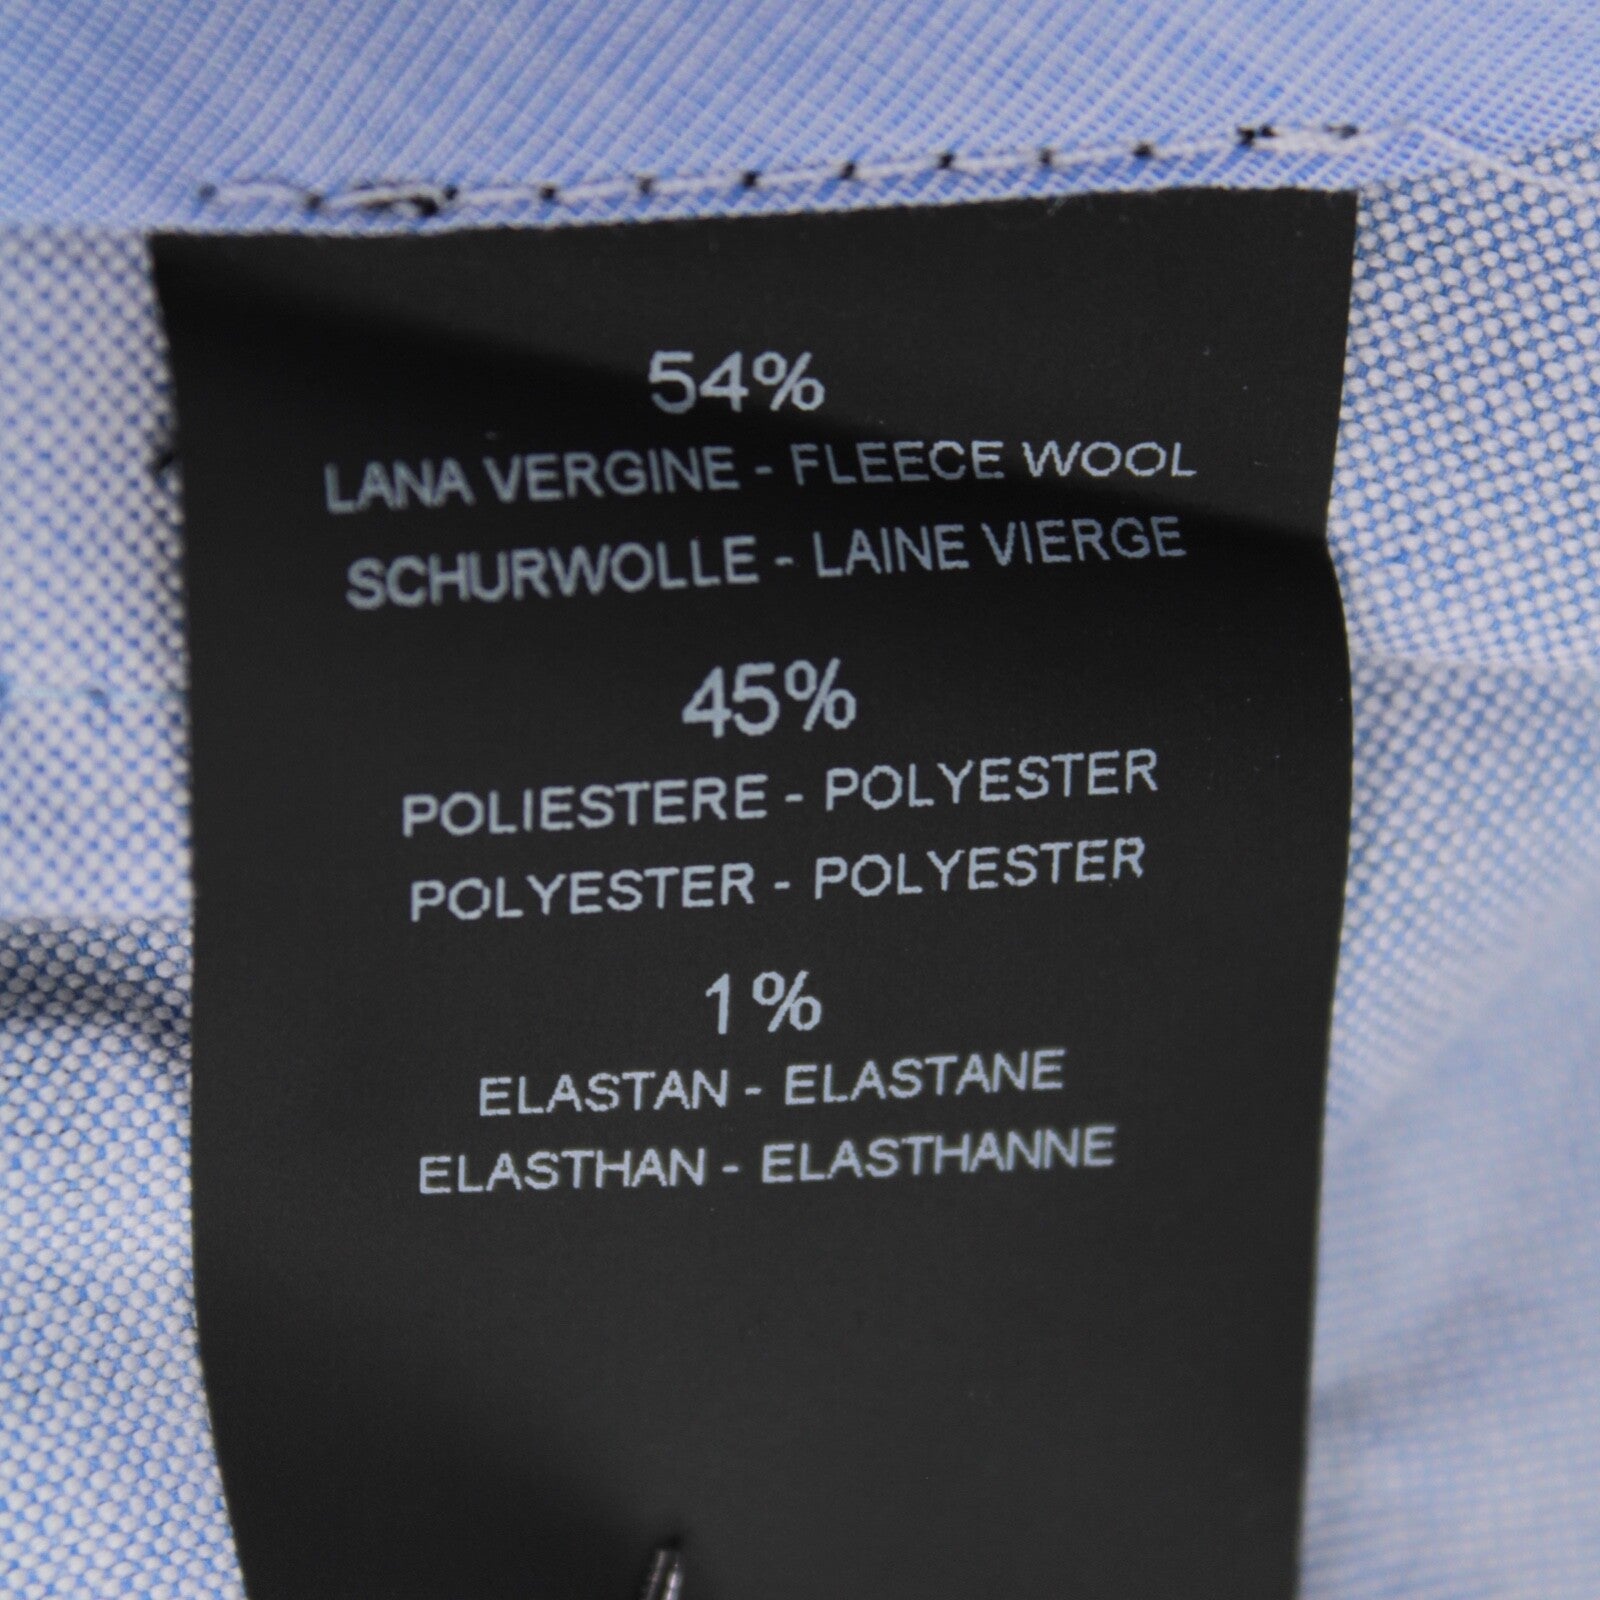 54%
LANA VERGINE - FLEECE WOOL
SCHURWOLLE - LAINE VIERGE
45%
POLIESTERE - POLYESTER
POLYESTER - POLYESTER
1%
ELASTAN - ELASTANE
ELASTHAN - ELASTHANNE